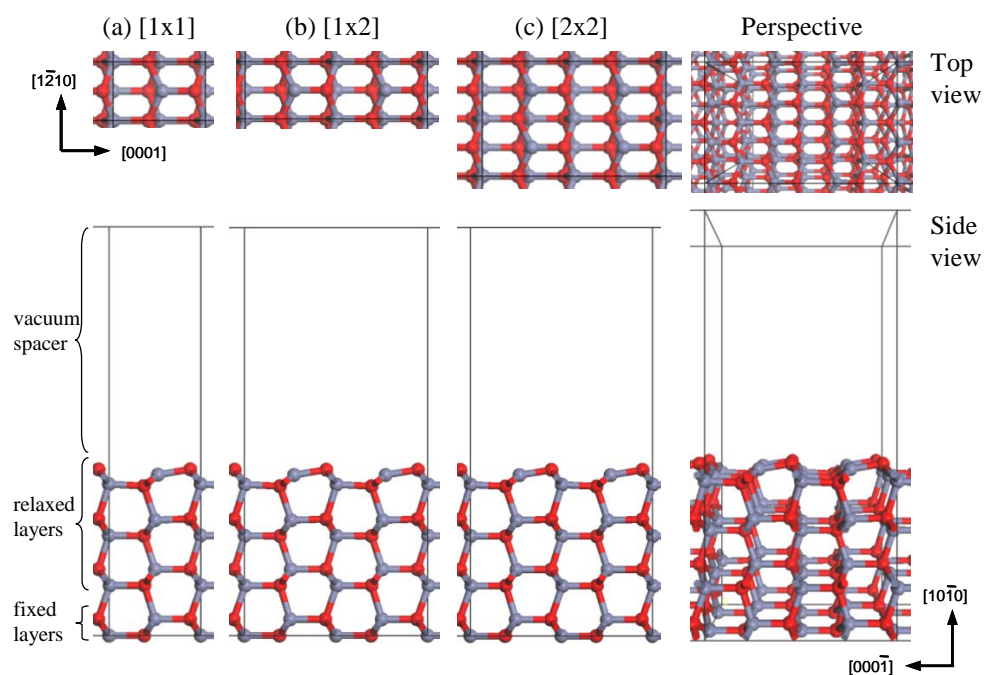 (a) [1x1]
(b) [1x2]
(c) [2x2]
Perspective
Top
view
[12̄10]
[0001]
Side
view
vacuum
spacer
relaxed
layers
fixed
layers
[101̄0]
[0001̄]